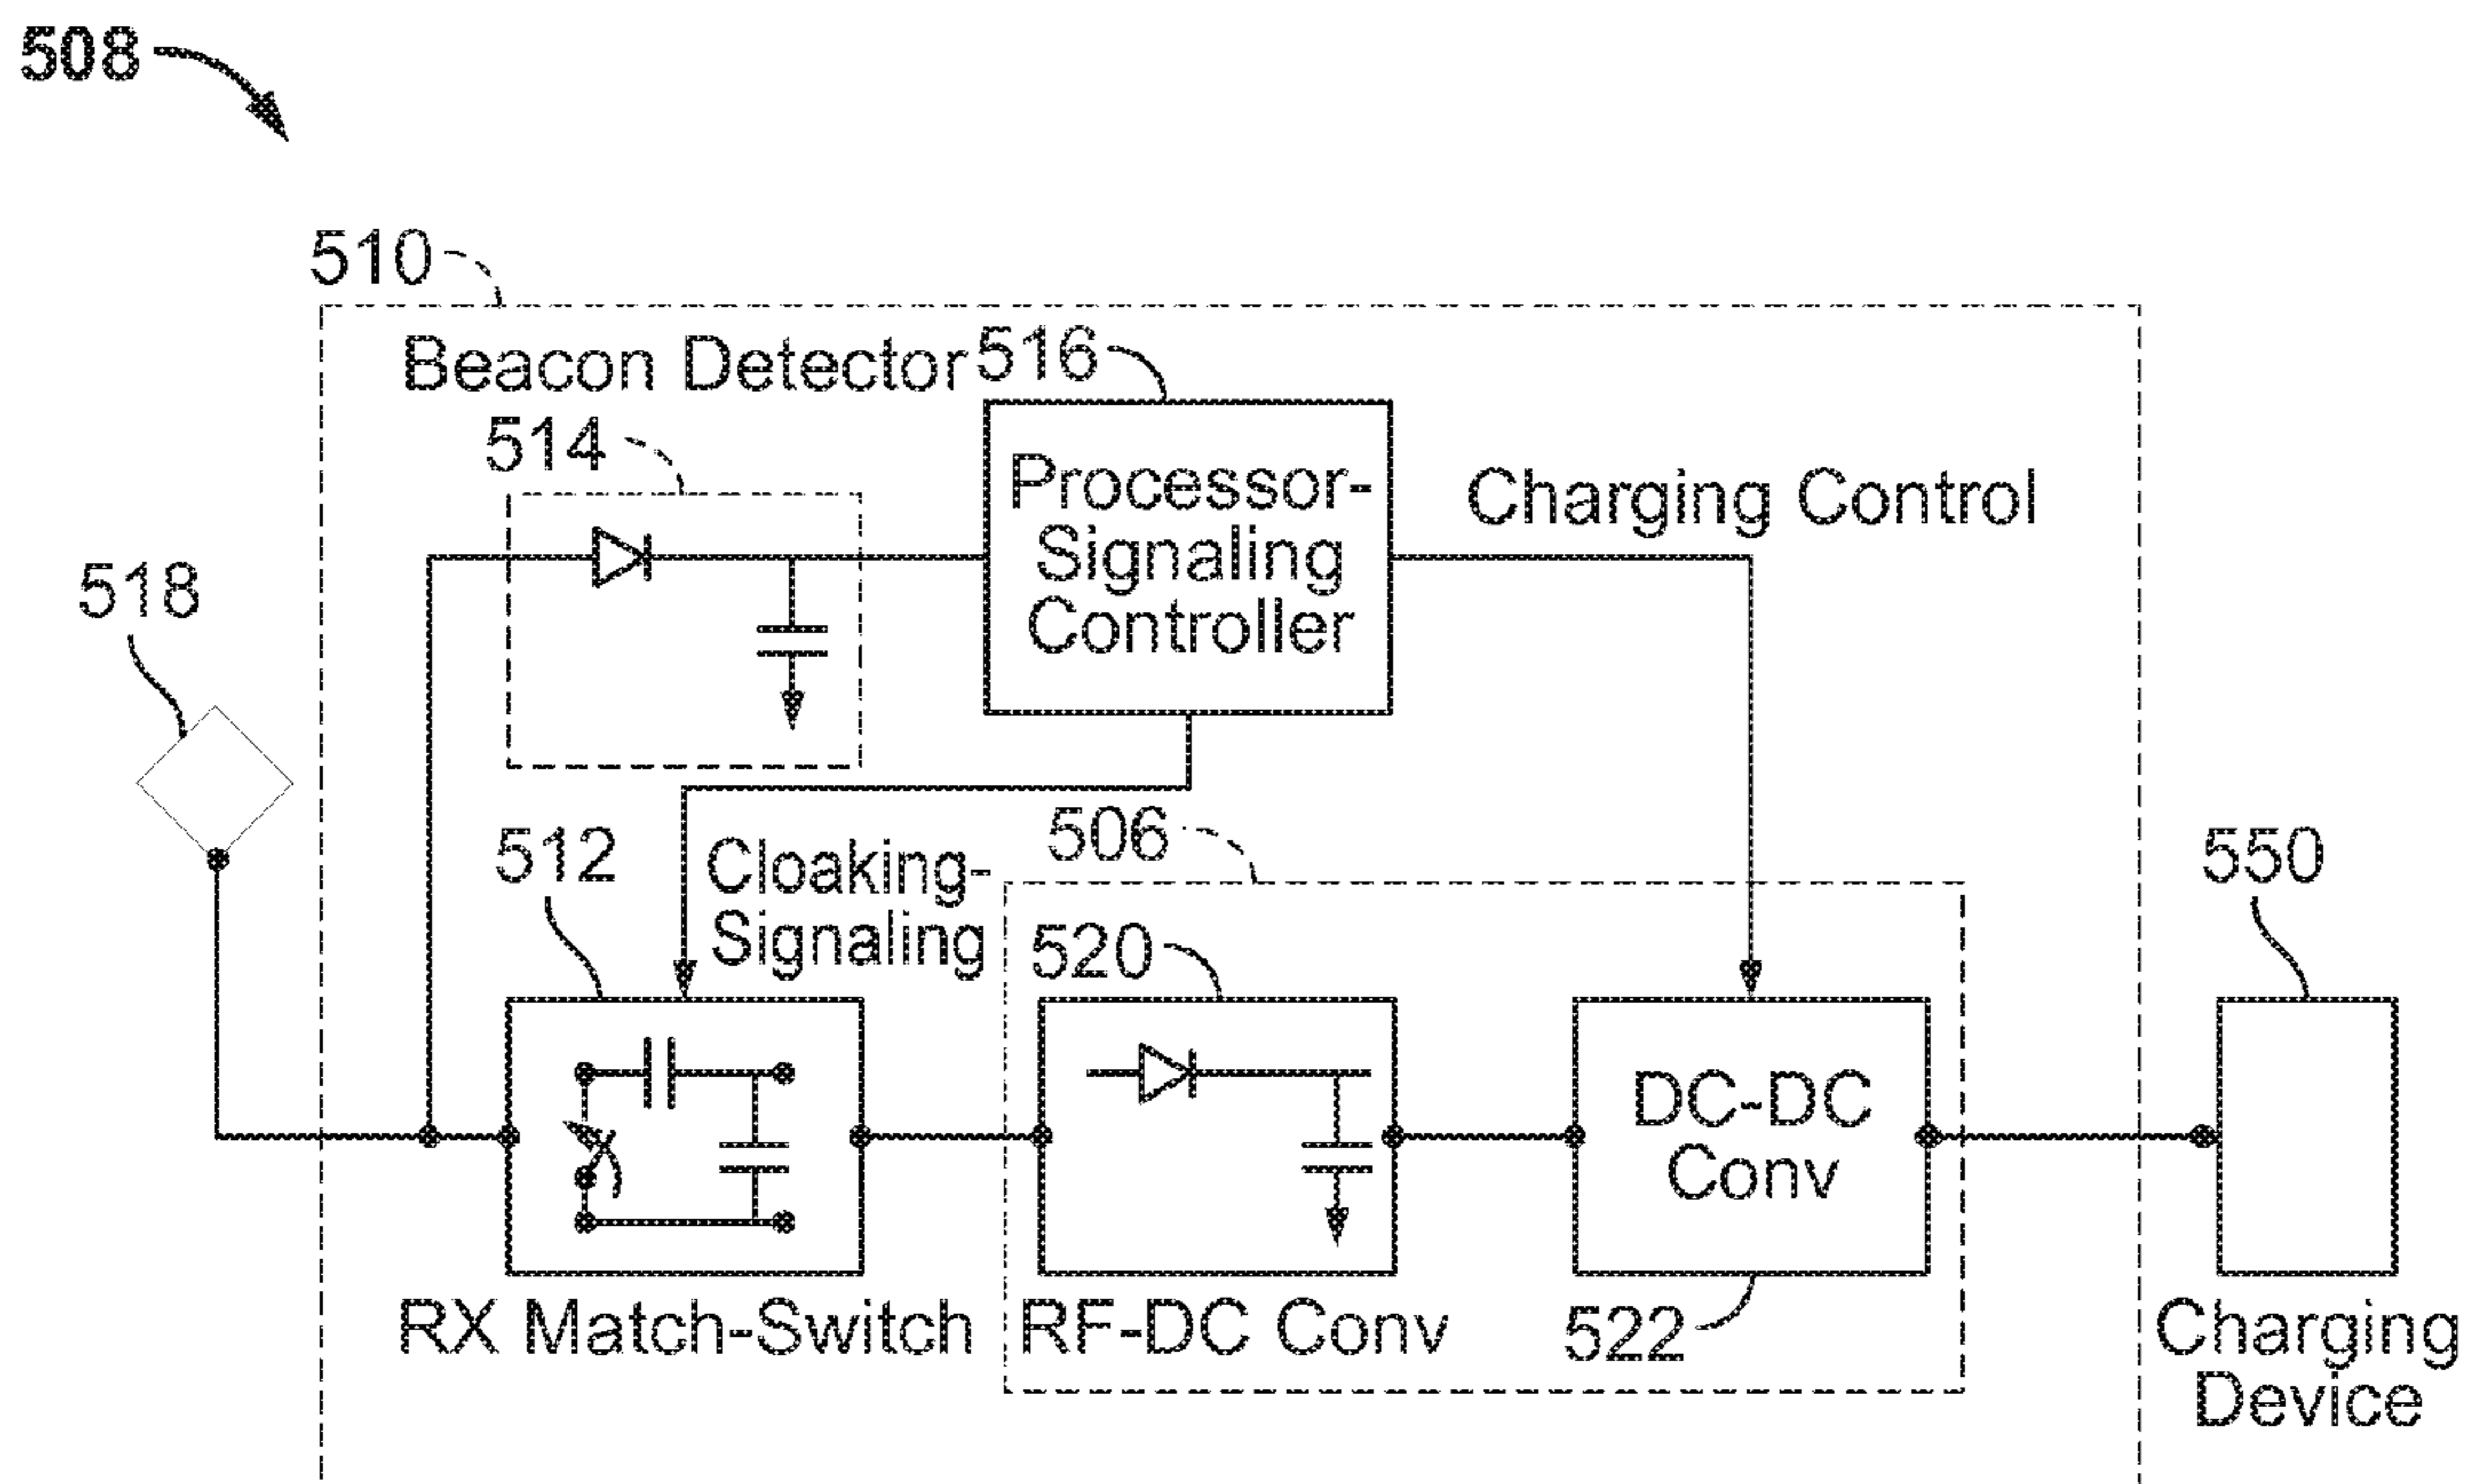 508
510
Beacon Detector
516
514
Processor-
Signaling
Controller
Charging Control
518
512
Cloaking-
Signaling
506
520
550
DC-DC
Conv
RX Match-Switch
RF-DC Conv
522
Charging
Device